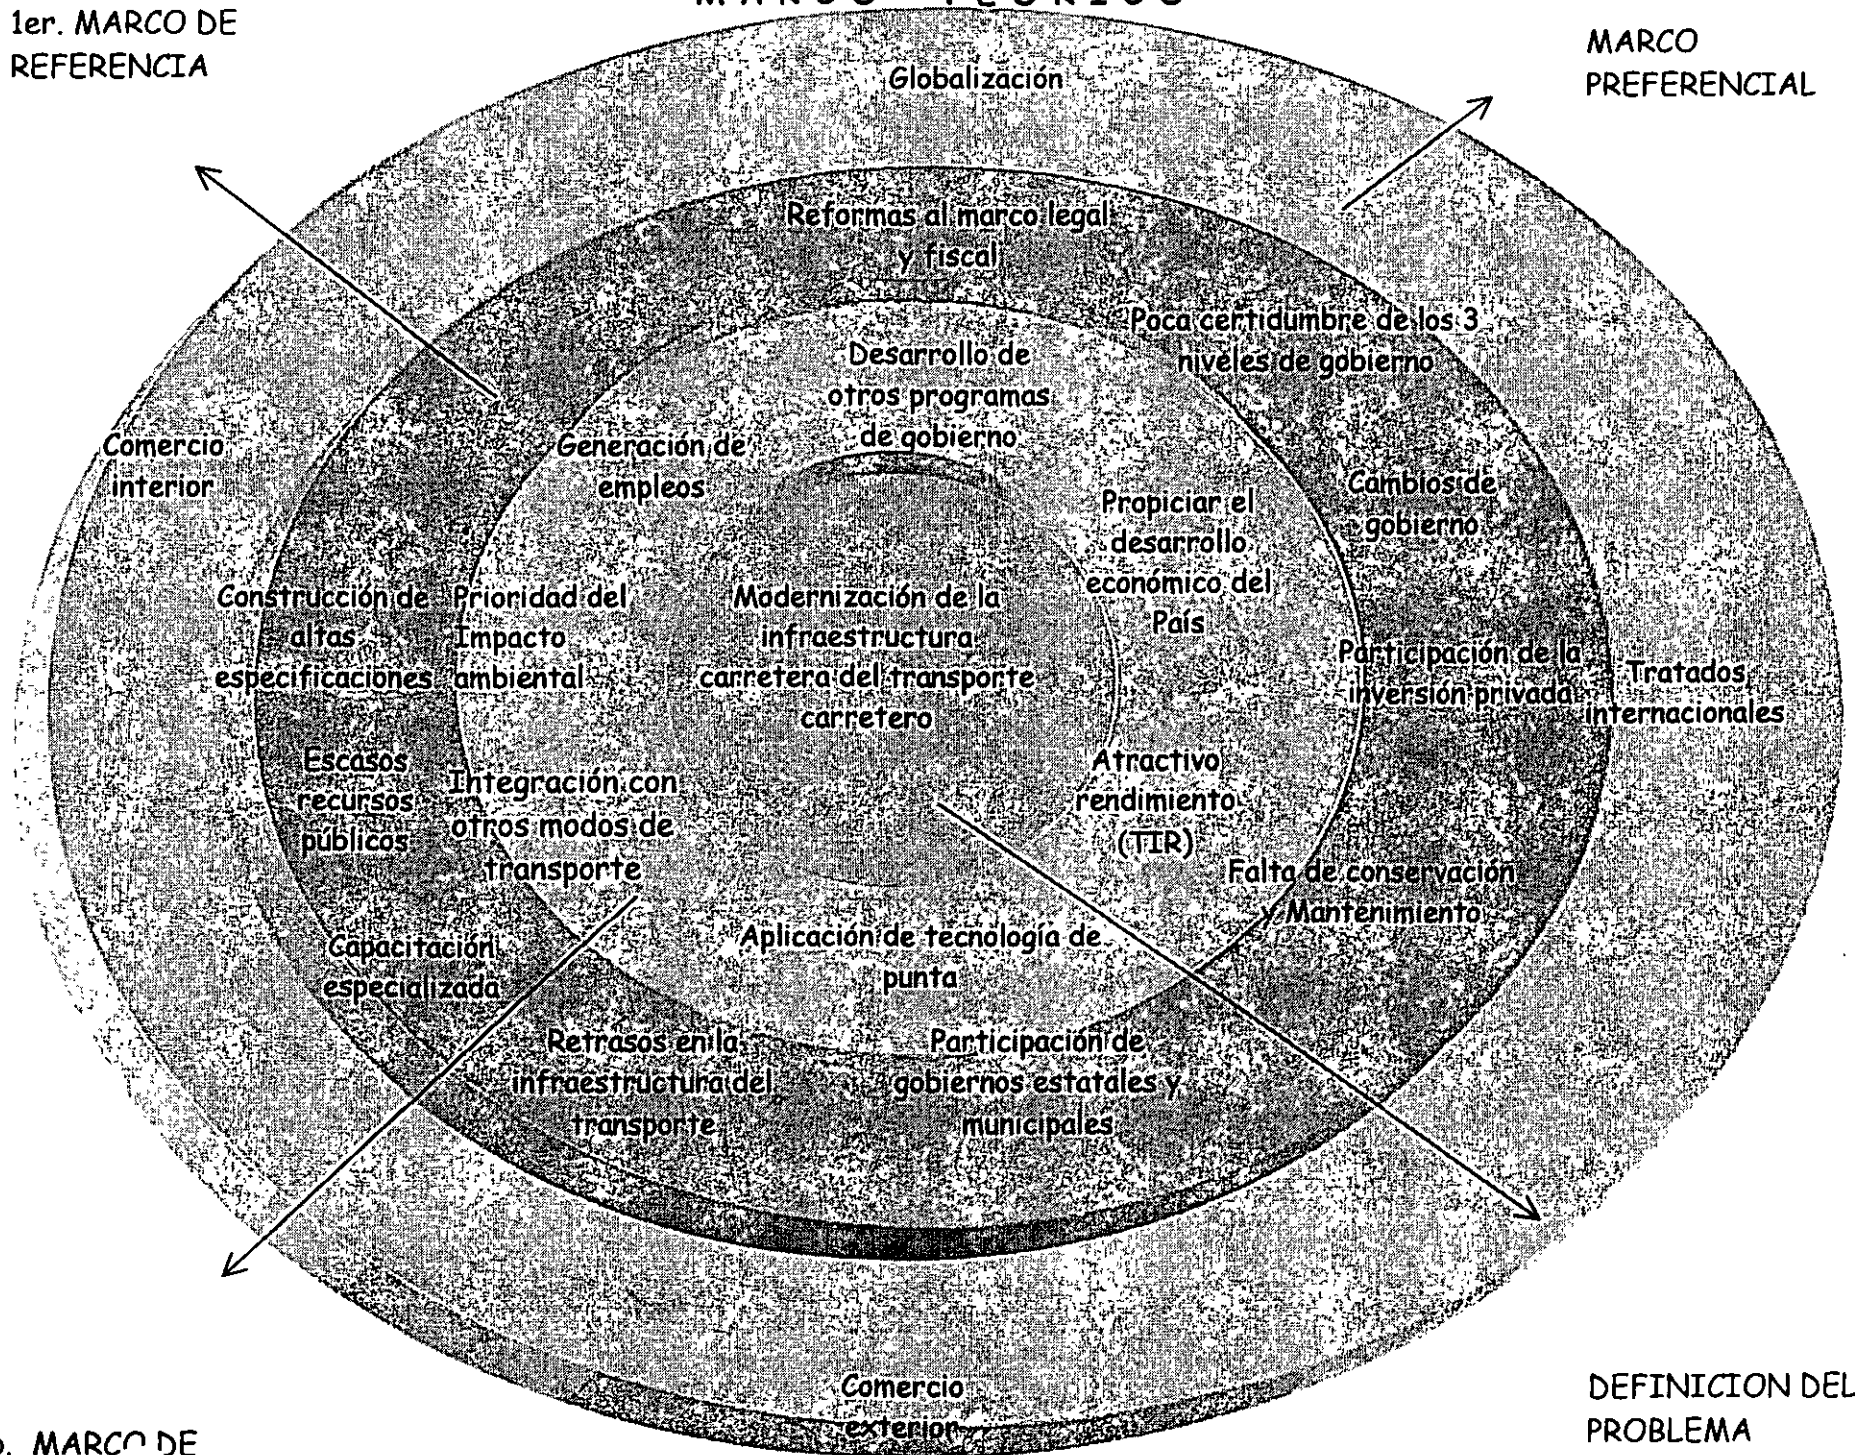 1er. MARCO DE
REFERENCIA
MARCO TEORICO
MARCO
PREFERENCIAL
Globalización
Reformas al marco legal
y fiscal
Poca certidumbre de los 3
niveles de gobierno
Desarrollo de
otros programas
de gobierno
Comercio
interior
Generación de
empleos
Propiciar el
desarrollo
económico del
País
Cambios de
gobierno
Construcción de
altas
especificaciones
Prioridad del
Impacto
ambiental
Modernización de la
infraestructura
carretera del transporte
carretero
Participación de la
inversión privada
Tratados
internacionales
Escasos
recursos
públicos
Integración con
otros modos de
transporte
Atractivo
rendimiento
(TIR)
Falta de conservación
y Mantenimiento
Capacitación
especializada
Aplicación de tecnología de
punta
Retrasos en la
infraestructura del
transporte
Participación de
gobiernos estatales y
municipales
Comercio
exterior
DEFINICION DEL
PROBLEMA
o. MARCO DE